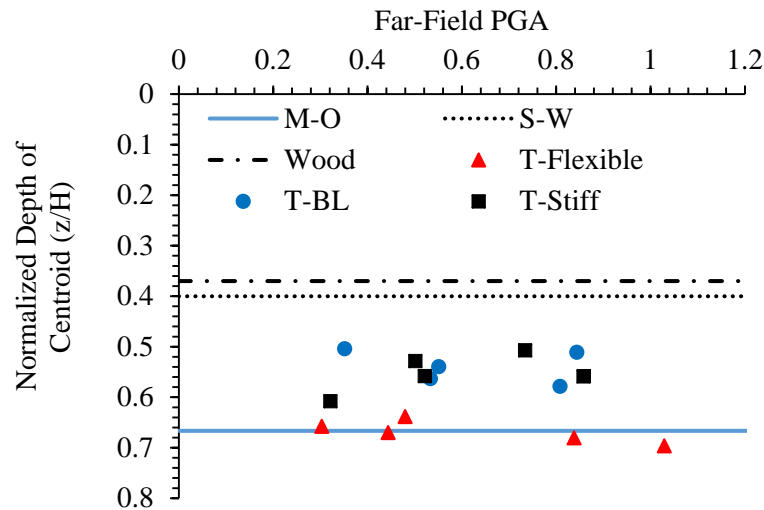 Far-Field PGA
0 0.2 0.4 0.6 0.8 1 1.2
Normalized Depth of
Centroid (z/H)
0
0.1
0.2
0.3
0.4
0.5
0.6
0.7
0.8
M-O S-W
Wood T-Flexible
T-BL T-Stiff